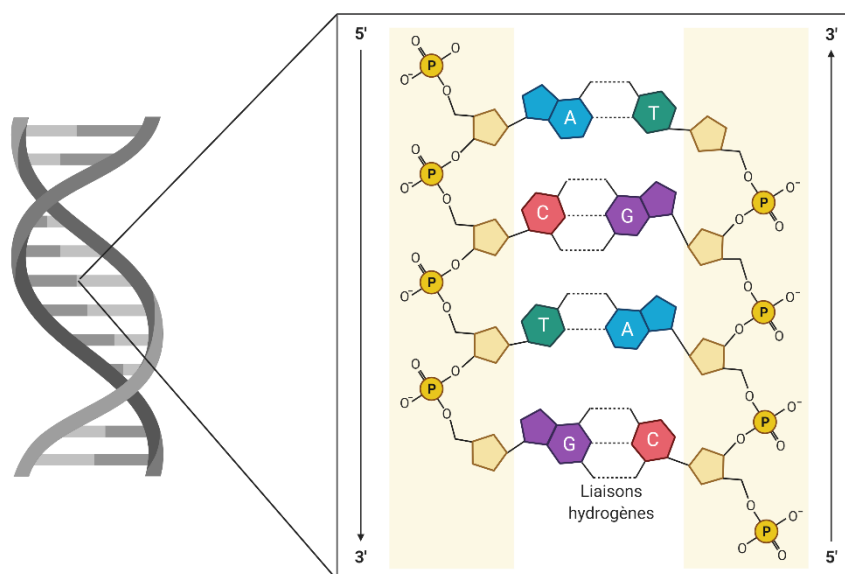 5' 3'
O O
P
O⁻
O
A T
O O
P O
O⁻ O⁻
O P
C G O O
O O
P O
O⁻ O⁻
O P
T A O O
O O
P O
O⁻ O⁻
O P
G C O O
Liaisons
hydrogènes
O O⁻
P
O
3' 5'